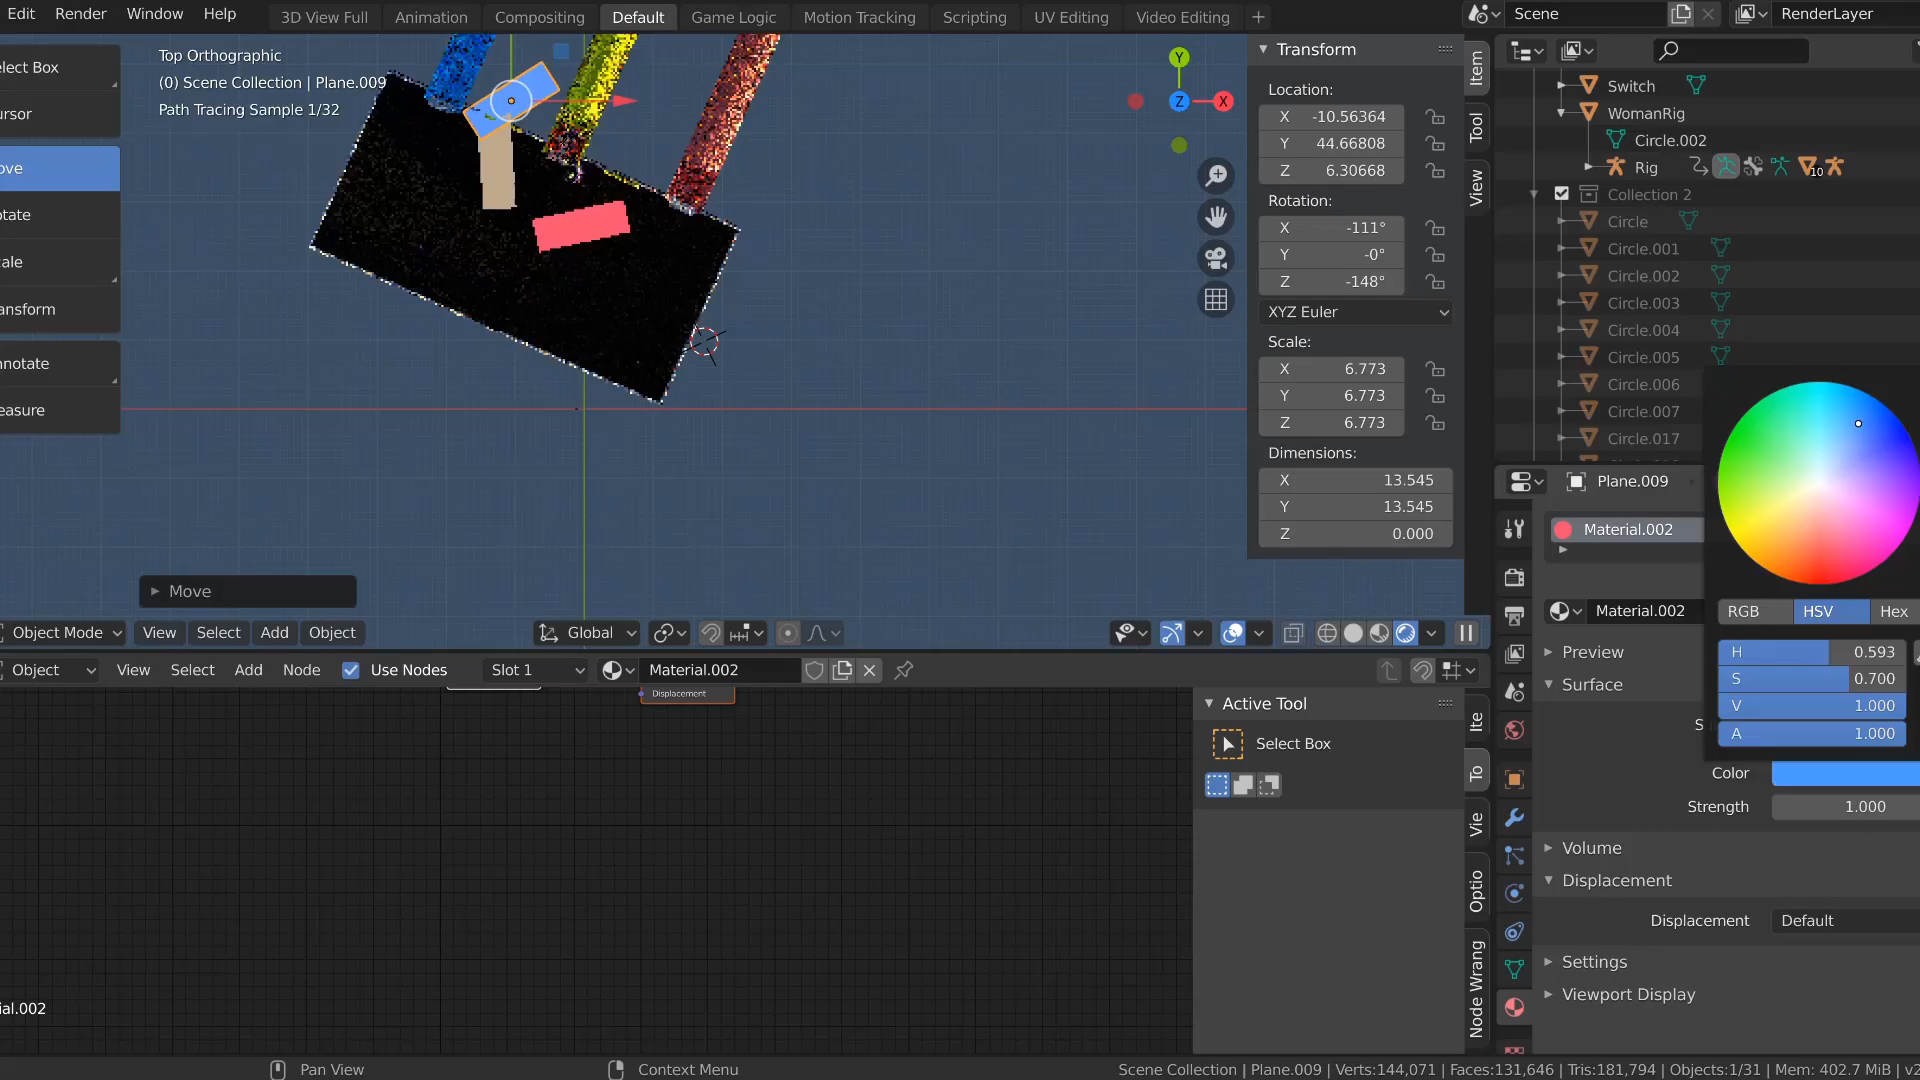 Edit Render Window Help 3D View Full Animation Compositing Default Game Logic Motion Tracking Scripting UV Editing Video Editing + Scene RenderLayer
Top Orthographic
(0) Scene Collection | Plane.009
Path Tracing Sample 1/32
elect Box
ursor
ove
otate
cale
ansform
nnotate
easure
Y
Z
X
Transform
Location:
X -10.56364
Y 44.66808
Z 6.30668
Rotation:
X -111°
Y -0°
Z -148°
XYZ Euler
Scale:
X 6.773
Y 6.773
Z 6.773
Dimensions:
X 13.545
Y 13.545
Z 0.000
Item
Tool
View
Switch
WomanRig
Circle.002
Rig 10
Collection 2
Circle
Circle.001
Circle.002
Circle.003
Circle.004
Circle.005
Circle.006
Circle.007
Circle.017
Plane.009
Material.002
Material.002
RGB HSV Hex
H 0.593
S 0.700
V 1.000
A 1.000
Preview
Surface
S
Color
Strength 1.000
Volume
Displacement
Displacement Default
Settings
Viewport Display
Move
Object Mode View Select Add Object Global
Object View Select Add Node Use Nodes Slot 1 Material.002
Displacement
Active Tool
Select Box
Ite
To
Vie
Optio
Node Wrang
ial.002
Pan View Context Menu Scene Collection | Plane.009 | Verts:144,071 | Faces:131,646 | Tris:181,794 | Objects:1/31 | Mem: 402.7 MiB | v2